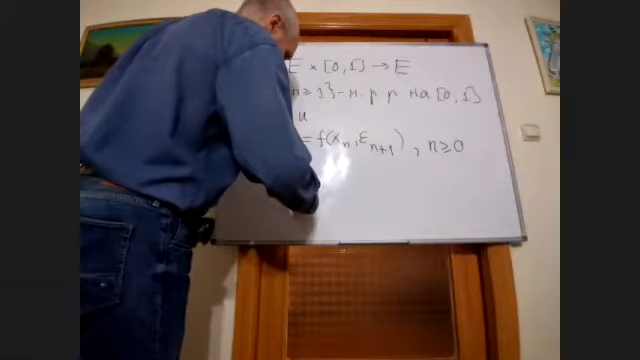 E × [0, 1] → E
n ≥ 1} - н. р р на [0, 1]
и
= f(x_n, ε_{n+1}), n ≥ 0